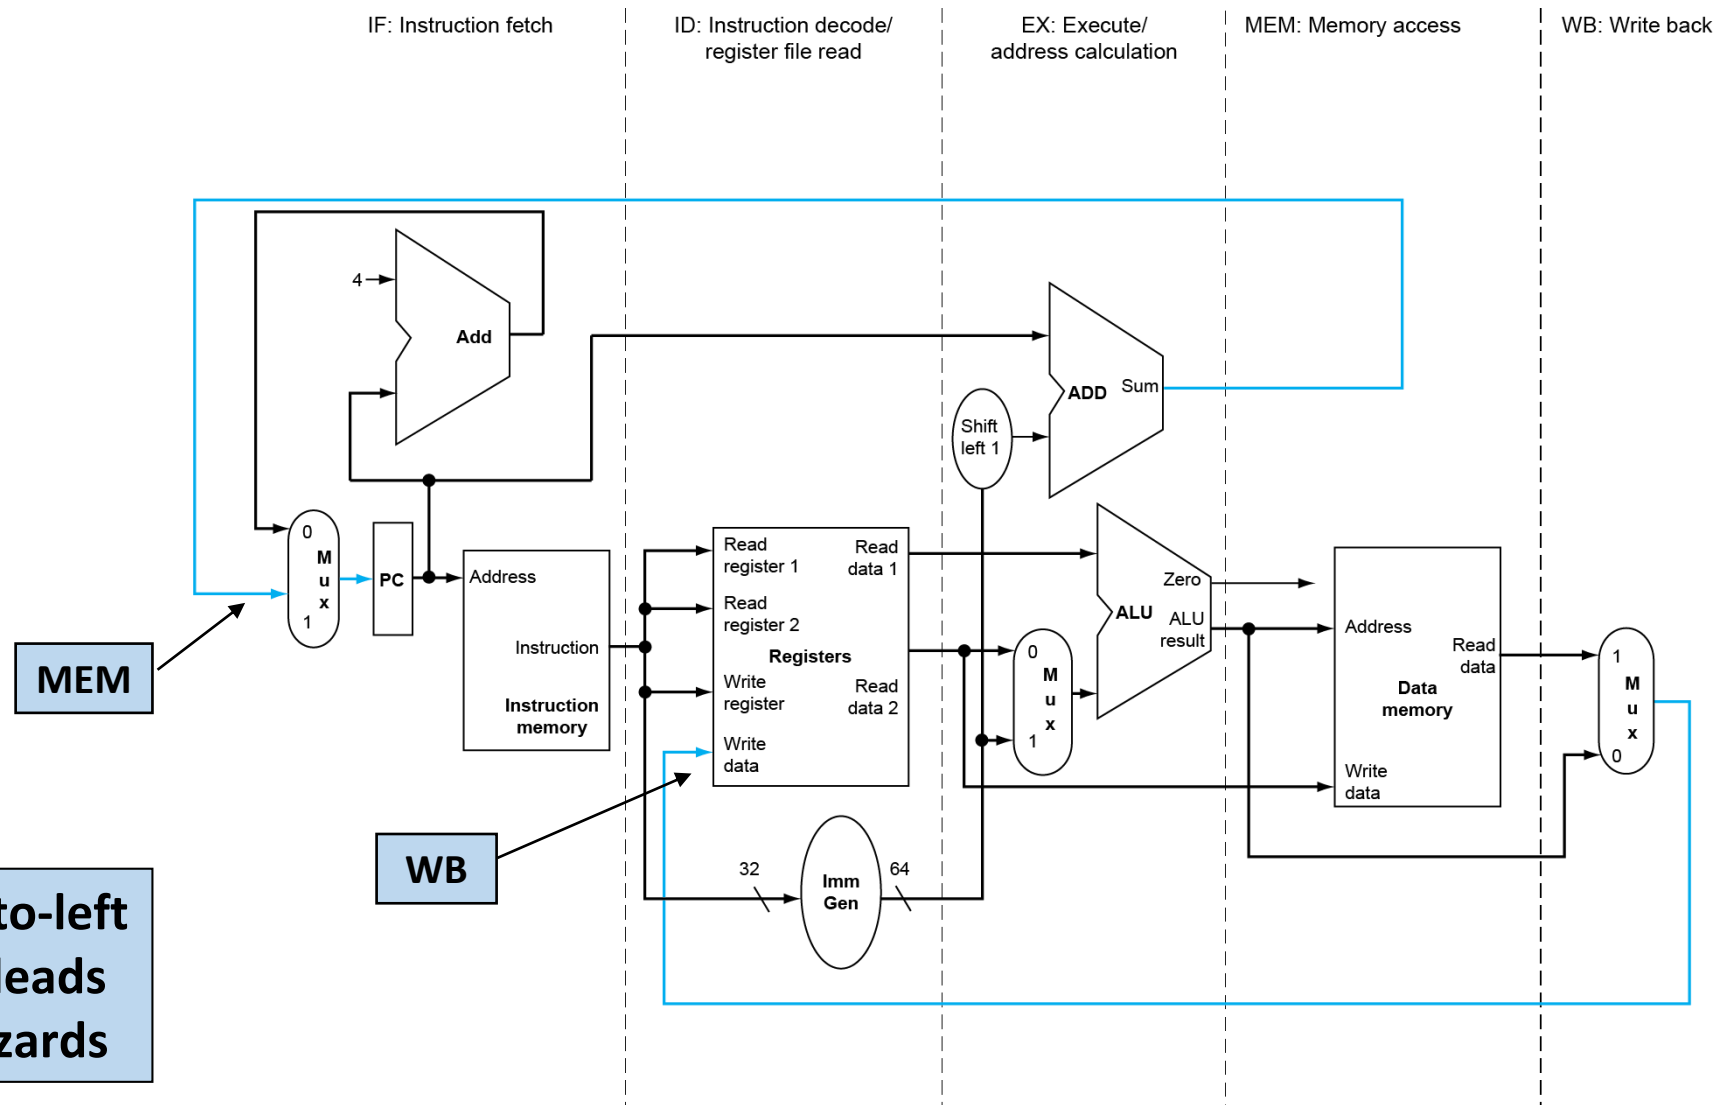 IF: Instruction fetch
ID: Instruction decode/
register file read
EX: Execute/
address calculation
MEM: Memory access
WB: Write back
4
Add
ADD
Sum
Shift
left 1
0
M
u
x
1
PC
Address
Instruction
Instruction
memory
Read
register 1
Read
register 2
Registers
Write
register
Write
data
Read
data 1
Read
data 2
0
M
u
x
1
Zero
ALU
ALU
result
Address
Read
data
Data
memory
Write
data
1
M
u
x
0
MEM
WB
32
Imm
Gen
64
to-left
leads
zards